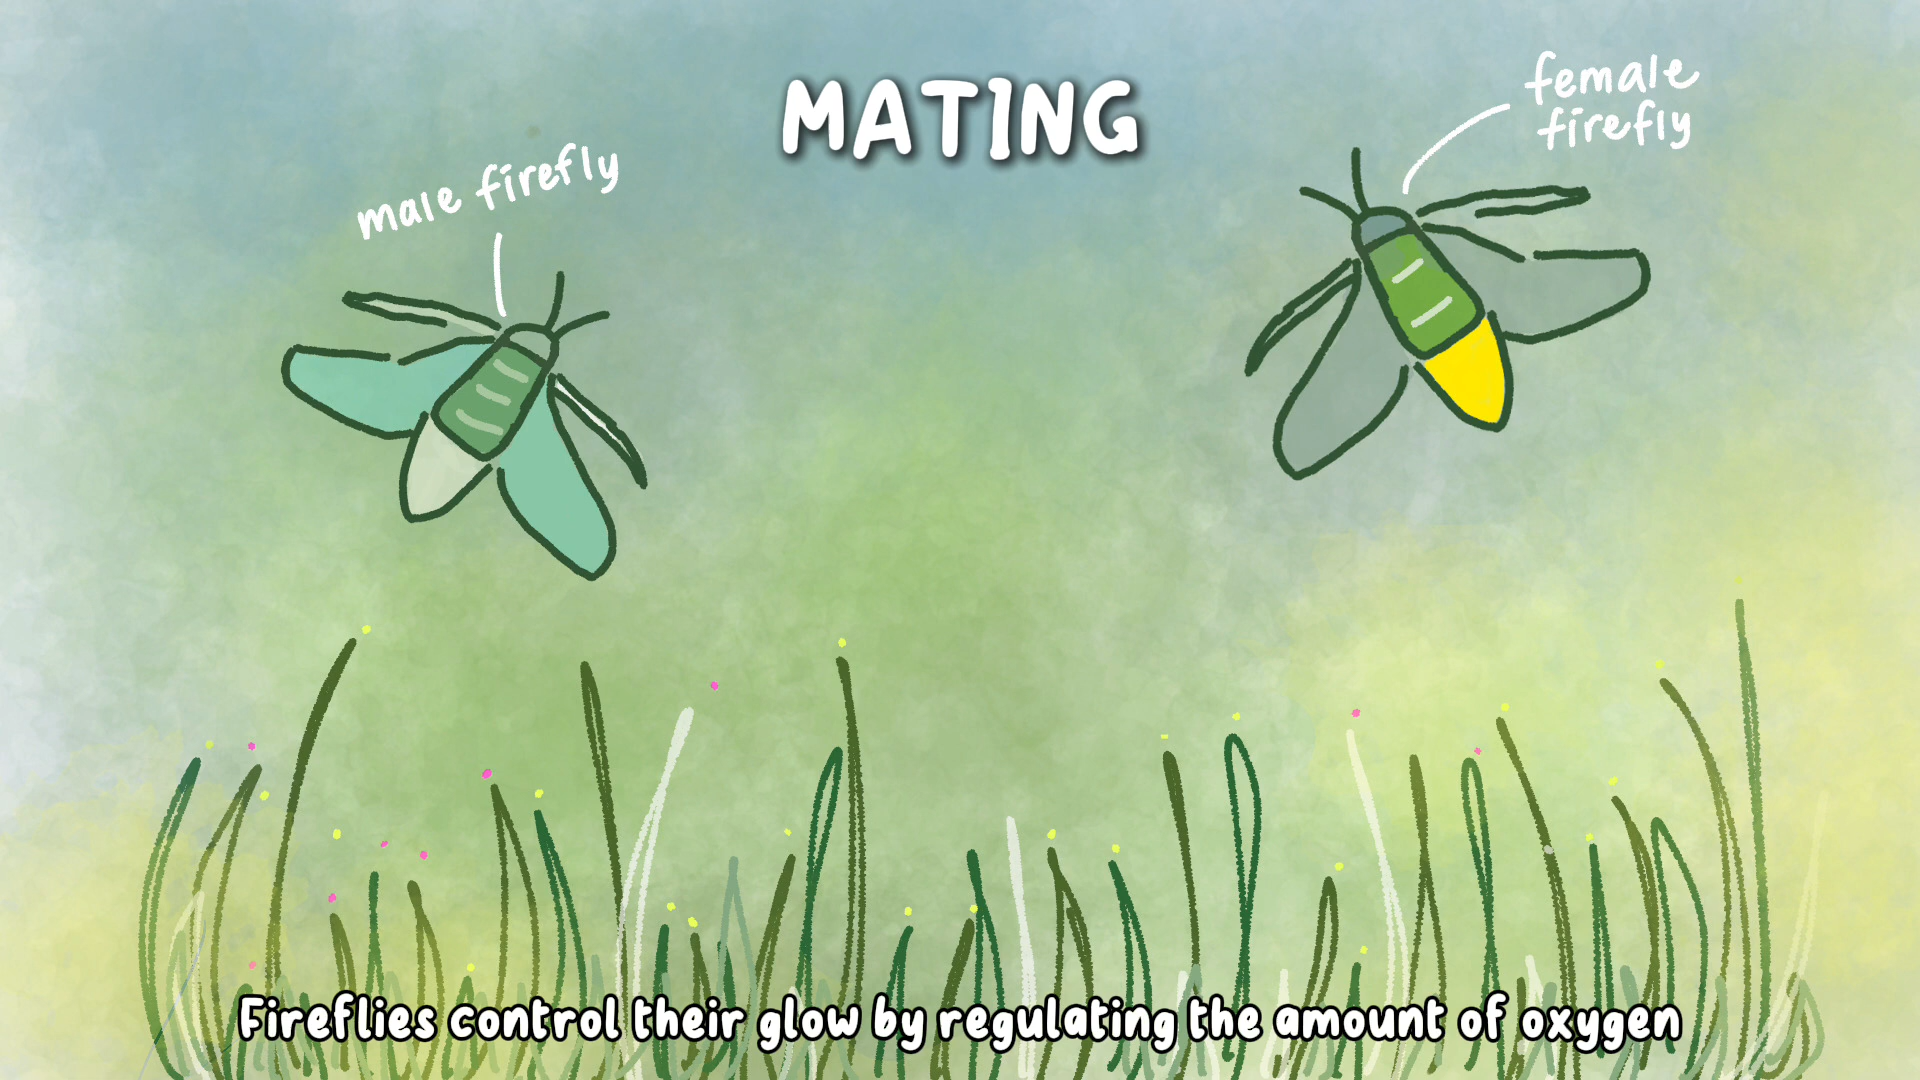 MATING
male firefly
female
firefly
Fireflies control their glow by regulating the amount of oxygen